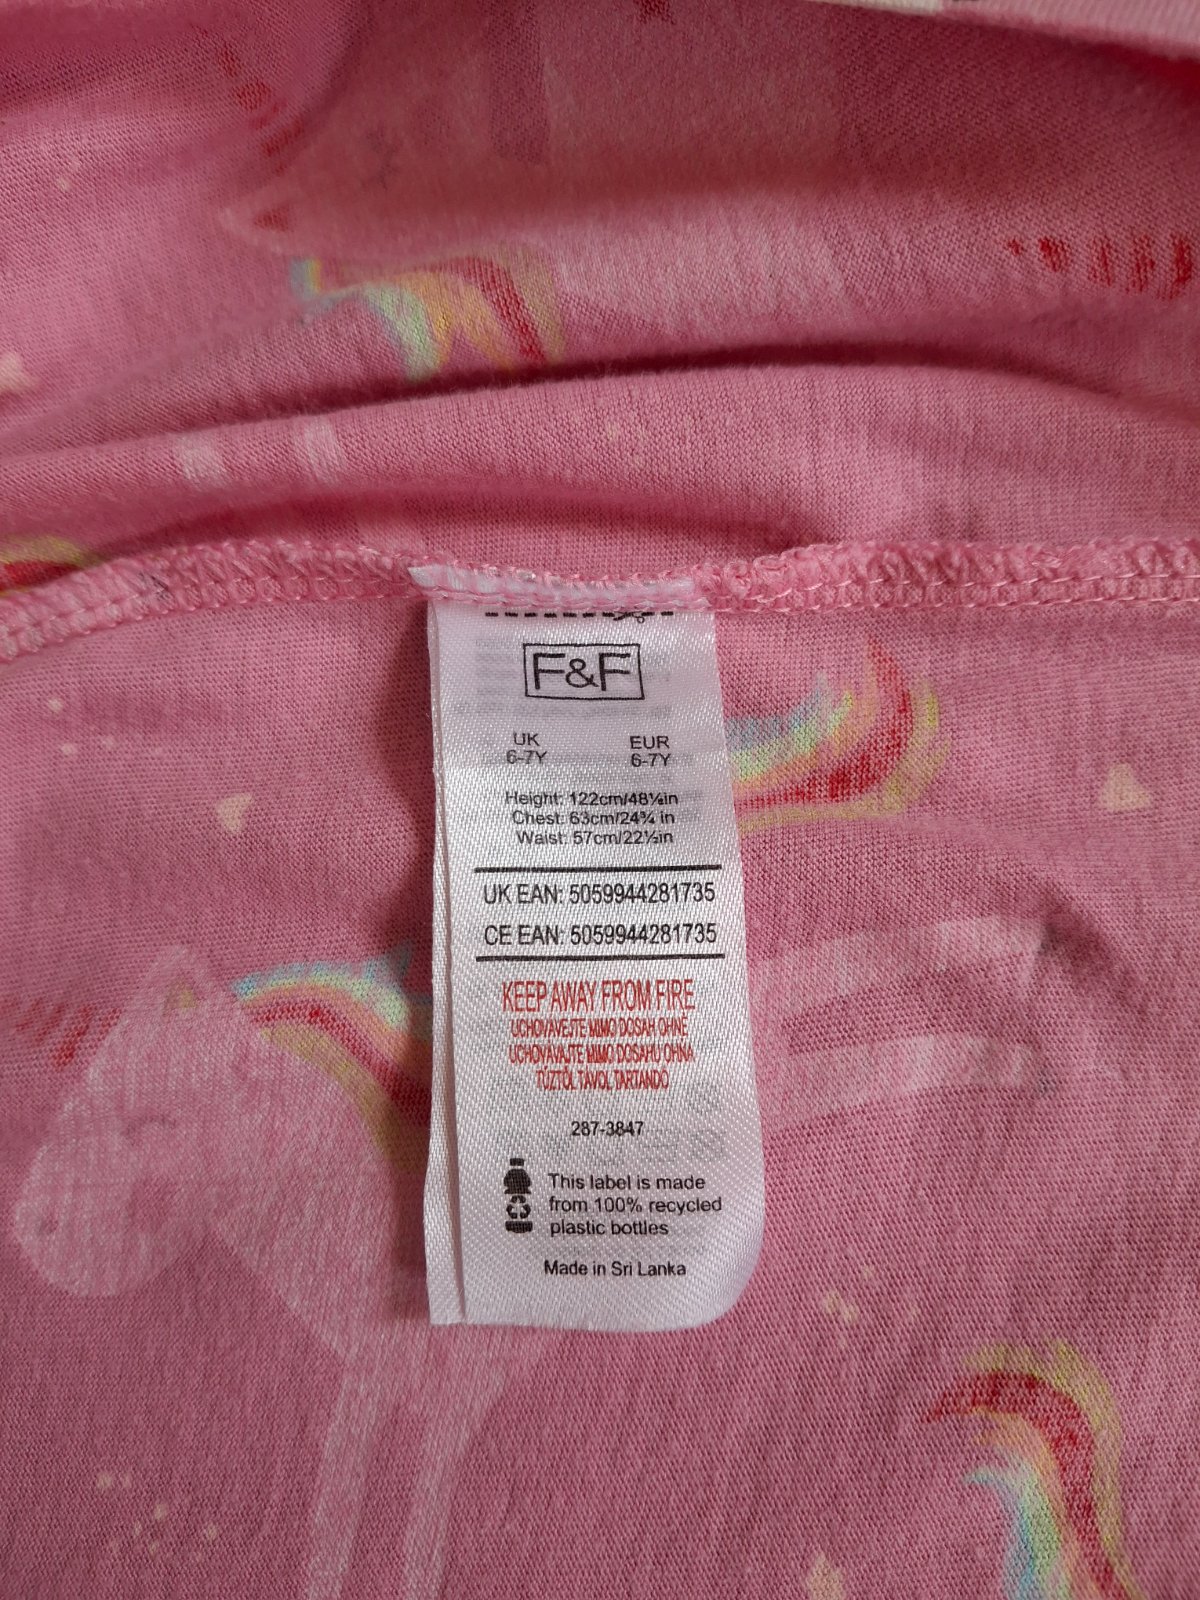 F&F
UK EUR
6-7Y 6-7Y
Height: 122cm/48⅛in
Chest: 63cm/24¾ in
Waist: 57cm/22½in
UK EAN: 5059944281735
CE EAN: 5059944281735
KEEP AWAY FROM FIRE
UCHOVÁVEJTE MIMO DOSAH OHNĚ
UCHOVÁVAJTE MIMO DOSAHU OHŇA
TŰZTŐL TÁVOL TARTANDÓ
287-3847
This label is made
from 100% recycled
plastic bottles
Made in Sri Lanka